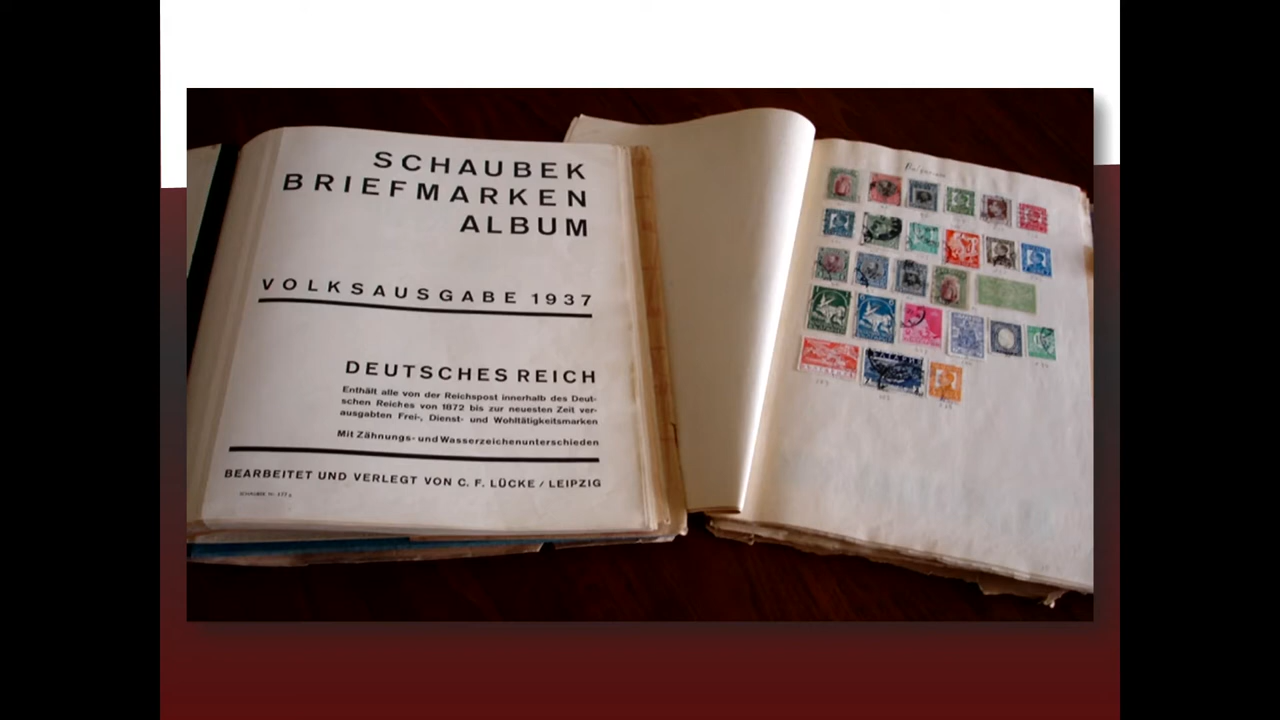 SCHAUBEK
BRIEFMARKEN
ALBUM
VOLKSAUSGABE 1937
DEUTSCHES REICH
Enthält alle von der Reichspost innerhalb des Deut-
schen Reiches von 1872 bis zur neuesten Zeit ver-
ausgabten Frei-, Dienst- und Wohltätigkeitsmarken
Mit Zähnungs- und Wasserzeichenunterschieden
BEARBEITET UND VERLEGT VON C. F. LÜCKE / LEIPZIG